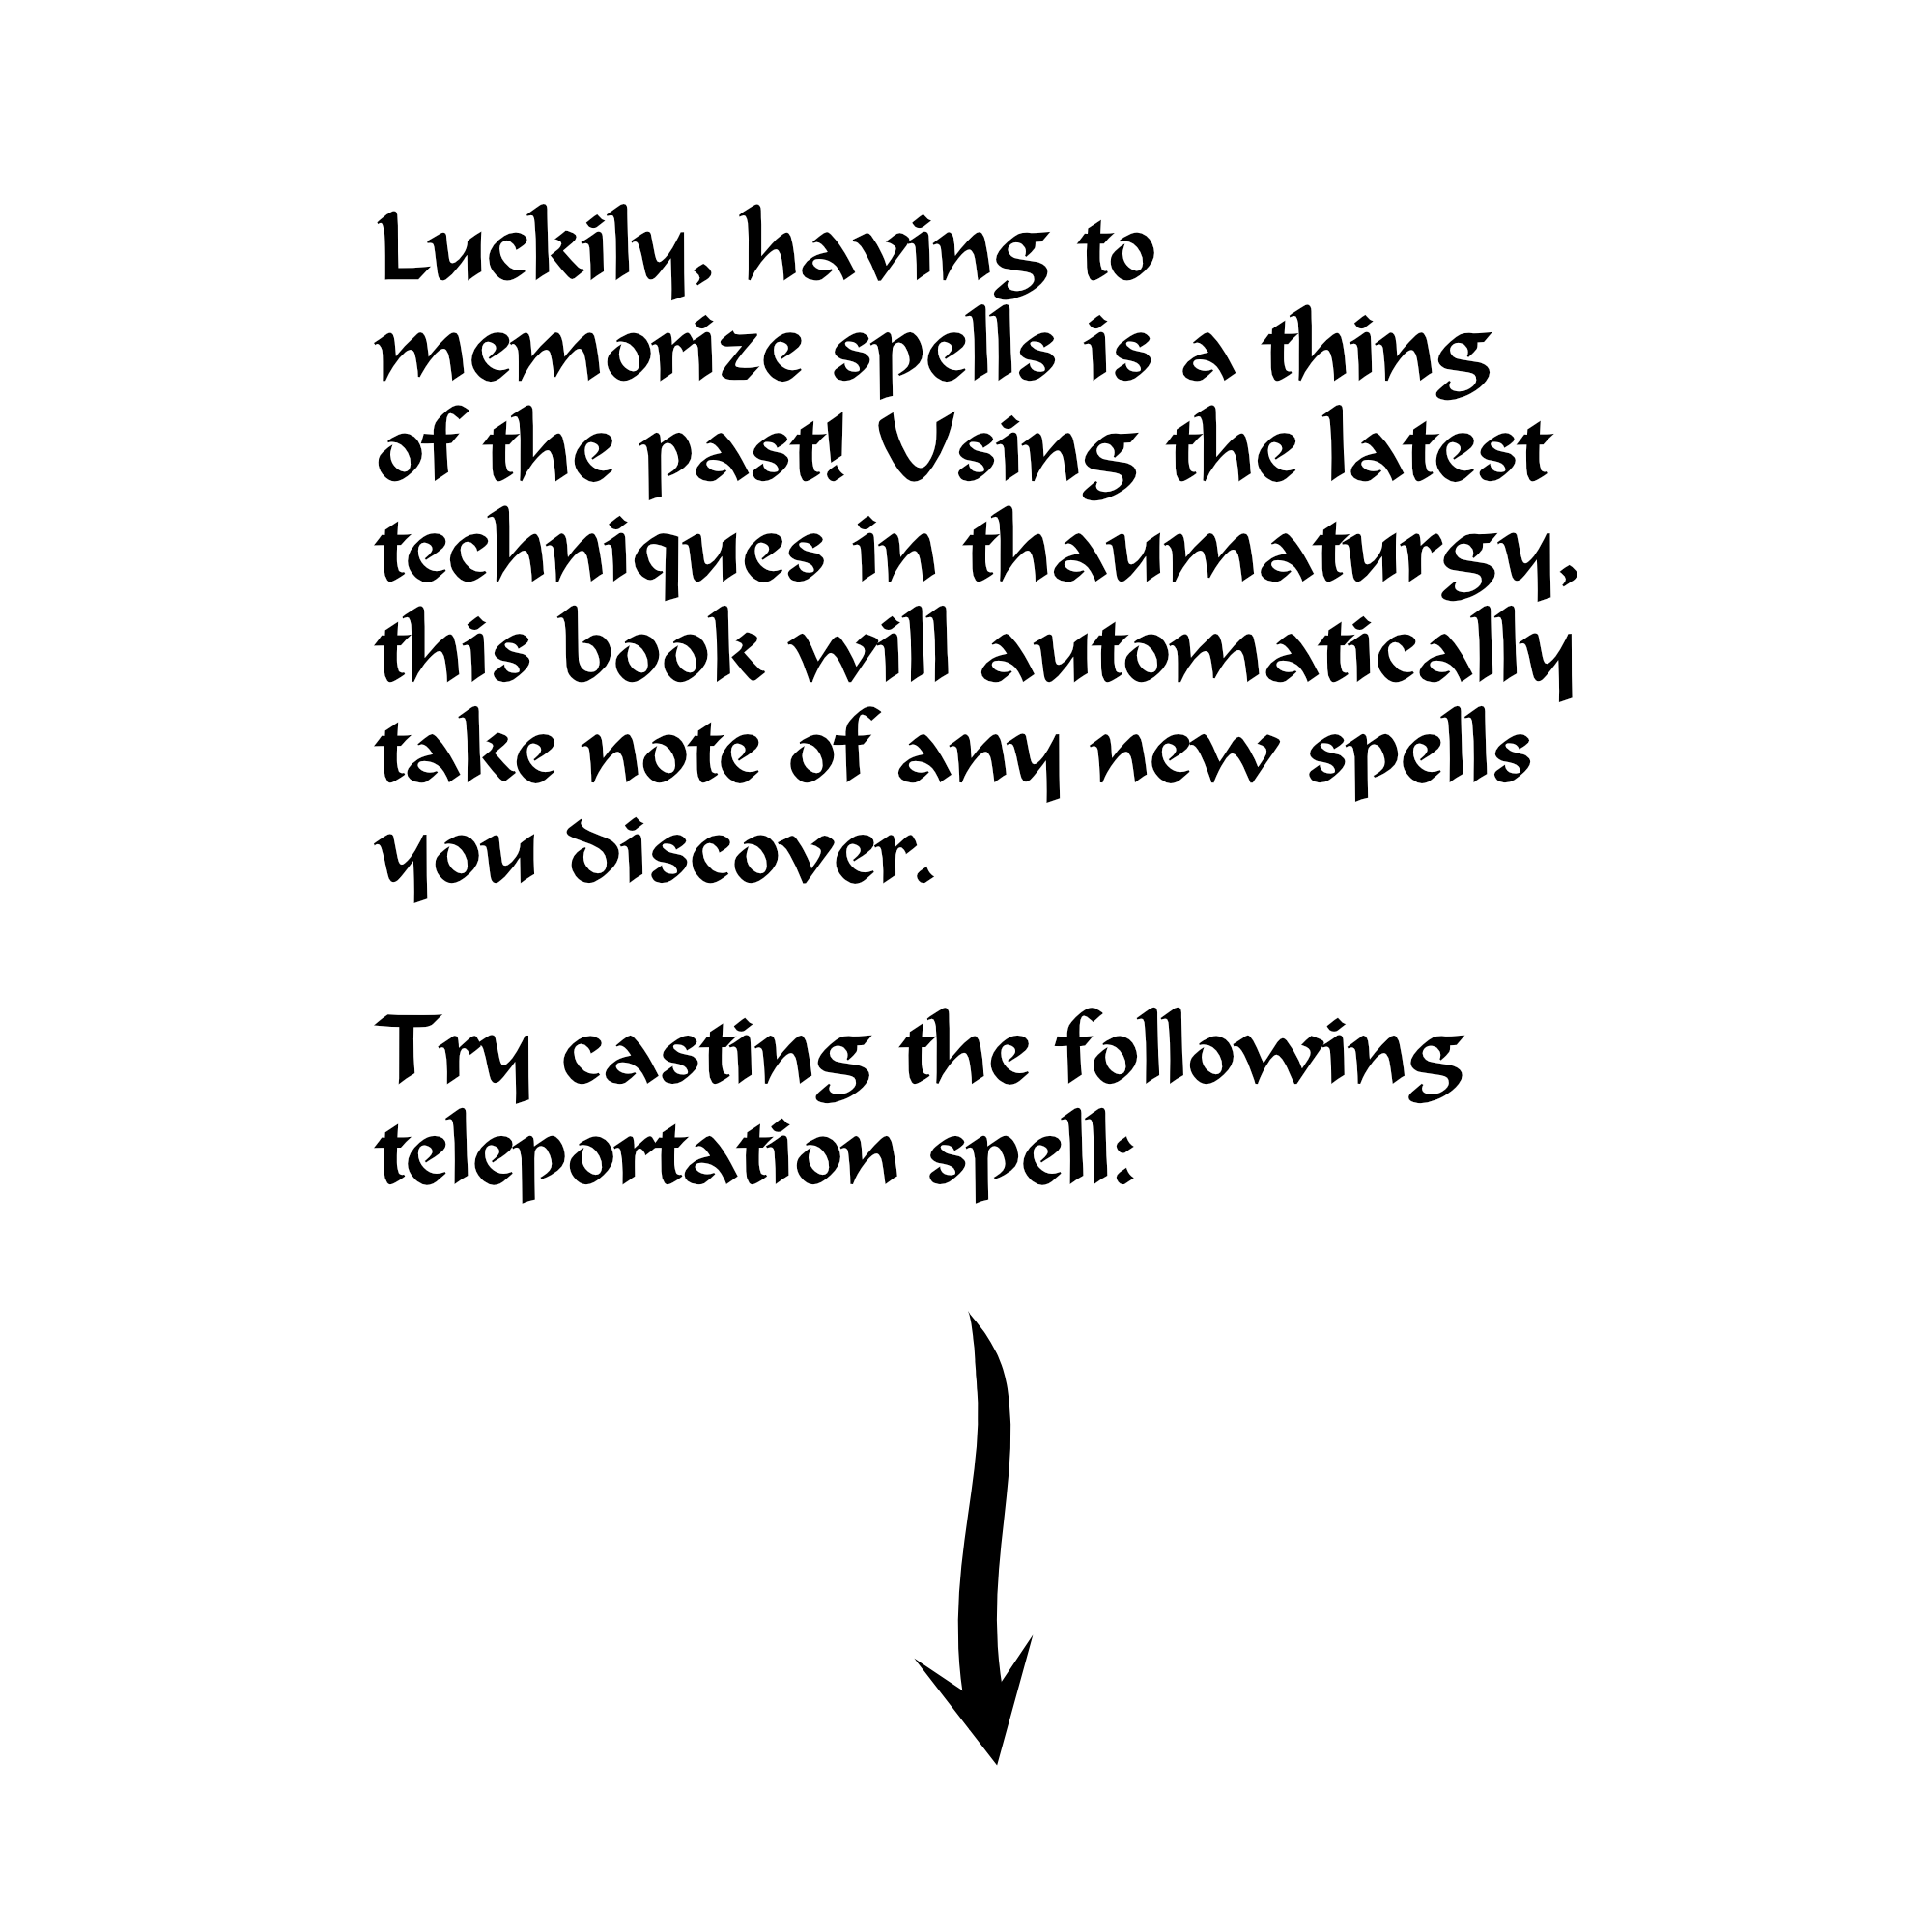 Luckily, having to
memorize spells is a thing
of the past! Using the latest
techniques in thaumaturgy,
this book will automatically
take note of any new spells
you discover.
Try casting the following
teleportation spell: